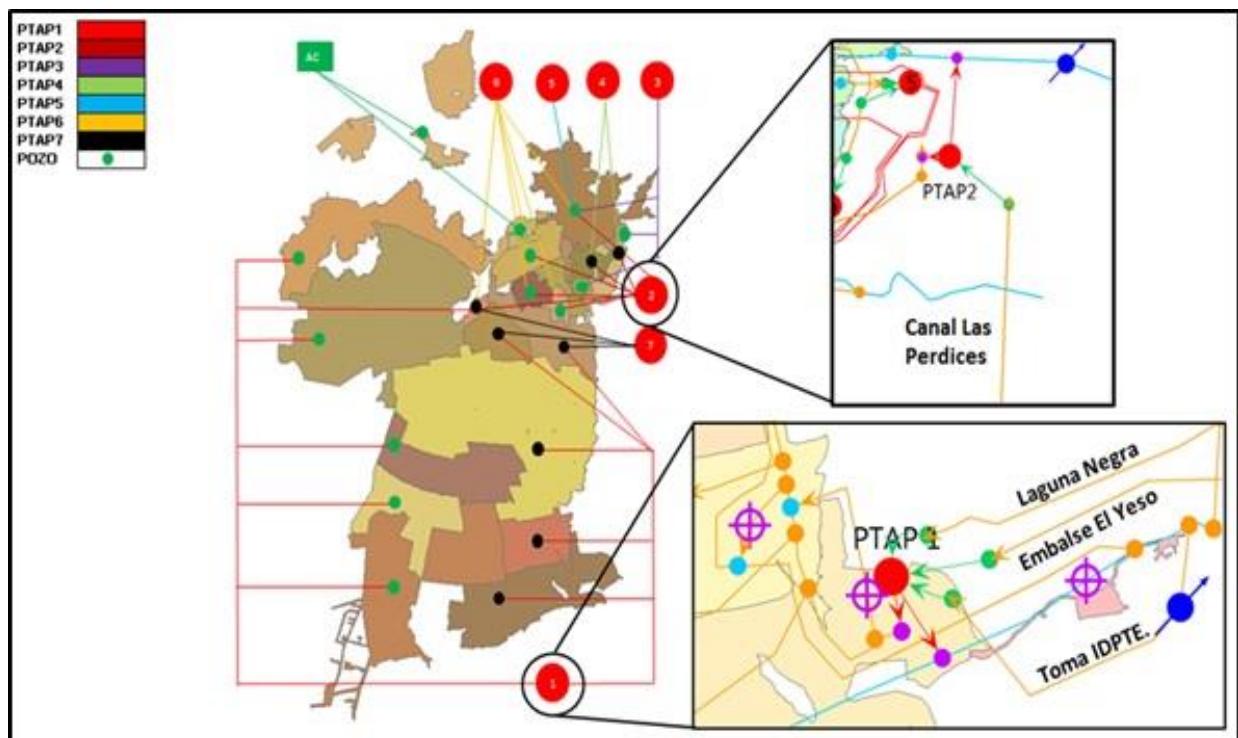 PTAP1
PTAP2
PTAP3
PTAP4
PTAP5
PTAP6
PTAP7
POZO
AC
6
5
4
3
2
7
1
5
PTAP2
Canal Las
Perdices
PTAP 1
Laguna Negra
Embalse El Yeso
Toma IDPTE.